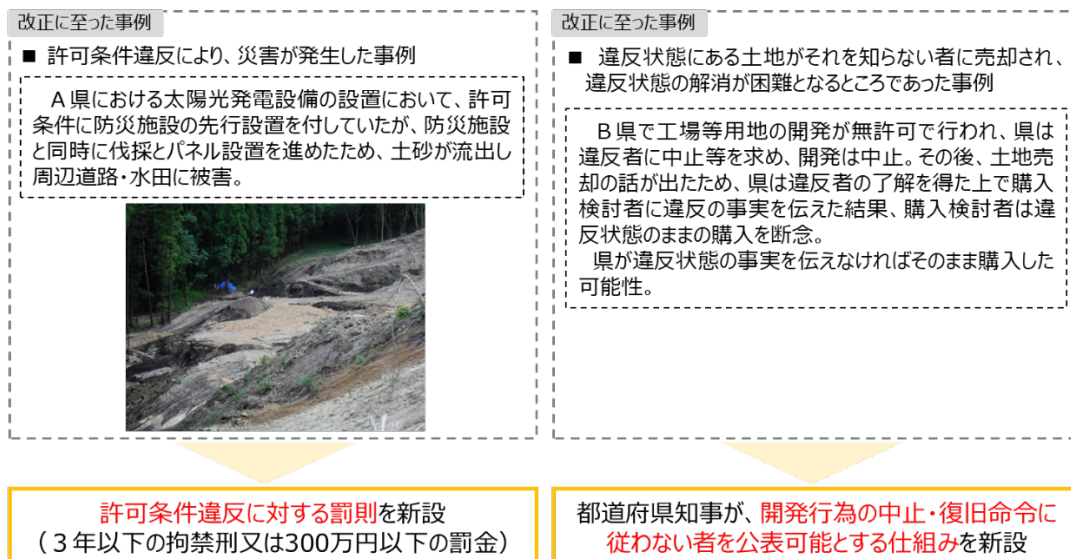 改正に至った事例
■ 許可条件違反により、災害が発生した事例
A県における太陽光発電設備の設置において、許可
条件に防災施設の先行設置を付していたが、防災施設
と同時に伐採とパネル設置を進めたため、土砂が流出し
周辺道路・水田に被害。
許可条件違反に対する罰則を新設
（３年以下の拘禁刑又は300万円以下の罰金）
改正に至った事例
■ 違反状態にある土地がそれを知らない者に売却され、
違反状態の解消が困難となるところであった事例
B県で工場等用地の開発が無許可で行われ、県は
違反者に中止等を求め、開発は中止。その後、土地売
却の話が出たため、県は違反者の了解を得た上で購入
検討者に違反の事実を伝えた結果、購入検討者は違
反状態のままの購入を断念。
県が違反状態の事実を伝えなければそのまま購入した
可能性。
都道府県知事が、開発行為の中止・復旧命令に
従わない者を公表可能とする仕組みを新設